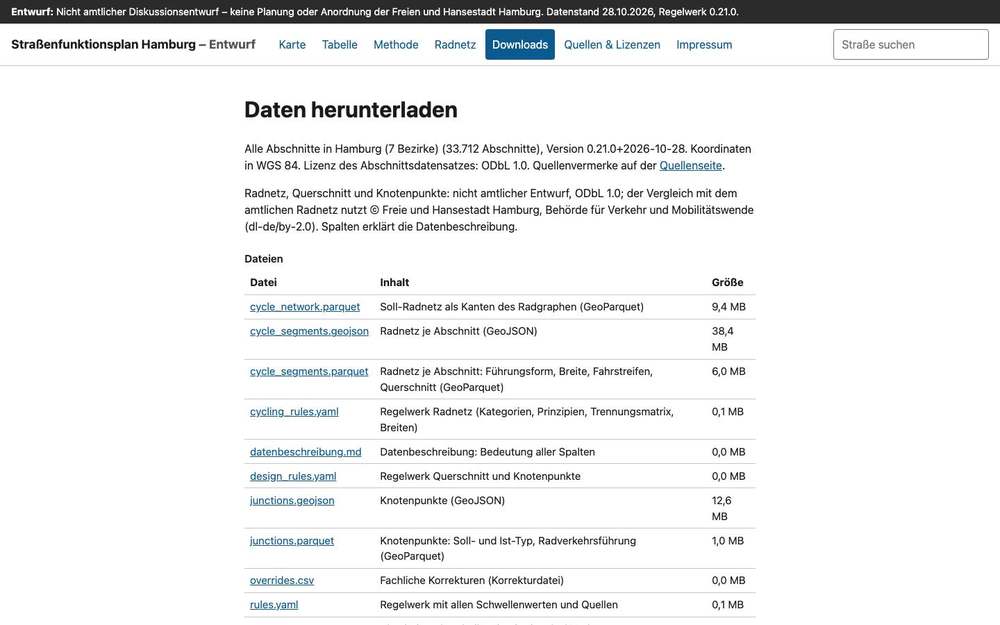 Entwurf: Nicht amtlicher Diskussionsentwurf – keine Planung oder Anordnung der Freien und Hansestadt Hamburg. Datenstand 28.10.2026, Regelwerk 0.21.0.
Straßenfunktionsplan Hamburg – Entwurf Karte Tabelle Methode Radnetz Downloads Quellen & Lizenzen Impressum Straße suchen
Daten herunterladen
Alle Abschnitte in Hamburg (7 Bezirke) (33.712 Abschnitte), Version 0.21.0+2026-10-28. Koordinaten
in WGS 84. Lizenz des Abschnittsdatensatzes: ODbL 1.0. Quellenvermerke auf der Quellenseite.
Radnetz, Querschnitt und Knotenpunkte: nicht amtlicher Entwurf, ODbL 1.0; der Vergleich mit dem
amtlichen Radnetz nutzt © Freie und Hansestadt Hamburg, Behörde für Verkehr und Mobilitätswende
(dl-de/by-2.0). Spalten erklärt die Datenbeschreibung.
Dateien
Datei Inhalt Größe
cycle_network.parquet Soll-Radnetz als Kanten des Radgraphen (GeoParquet) 9,4 MB
cycle_segments.geojson Radnetz je Abschnitt (GeoJSON) 38,4
MB
cycle_segments.parquet Radnetz je Abschnitt: Führungsform, Breite, Fahrstreifen, 6,0 MB
Querschnitt (GeoParquet)
cycling_rules.yaml Regelwerk Radnetz (Kategorien, Prinzipien, Trennungsmatrix, 0,1 MB
Breiten)
datenbeschreibung.md Datenbeschreibung: Bedeutung aller Spalten 0,0 MB
design_rules.yaml Regelwerk Querschnitt und Knotenpunkte 0,0 MB
junctions.geojson Knotenpunkte (GeoJSON) 12,6
MB
junctions.parquet Knotenpunkte: Soll- und Ist-Typ, Radverkehrsführung 1,0 MB
(GeoParquet)
overrides.csv Fachliche Korrekturen (Korrekturdatei) 0,0 MB
rules.yaml Regelwerk mit allen Schwellenwerten und Quellen 0,1 MB